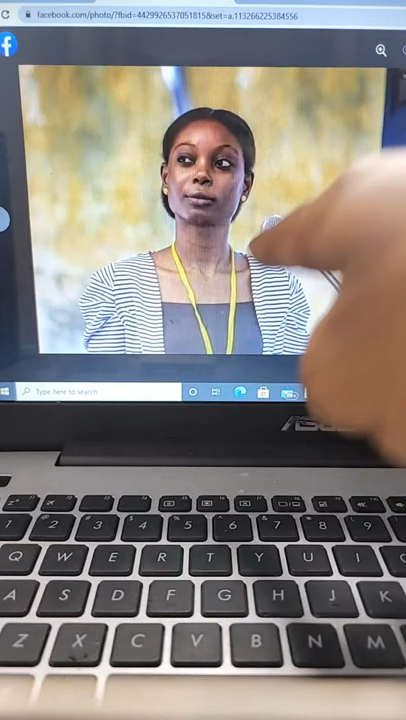 facebook.com/photo/?fbid=4429926537051815&set=a.113266225384556
f
Type here to search
ASUS
1 2 3 4 5 6 7 8 9
Q W E R T Y U I
A S D F G H J K
Z X C V B N M